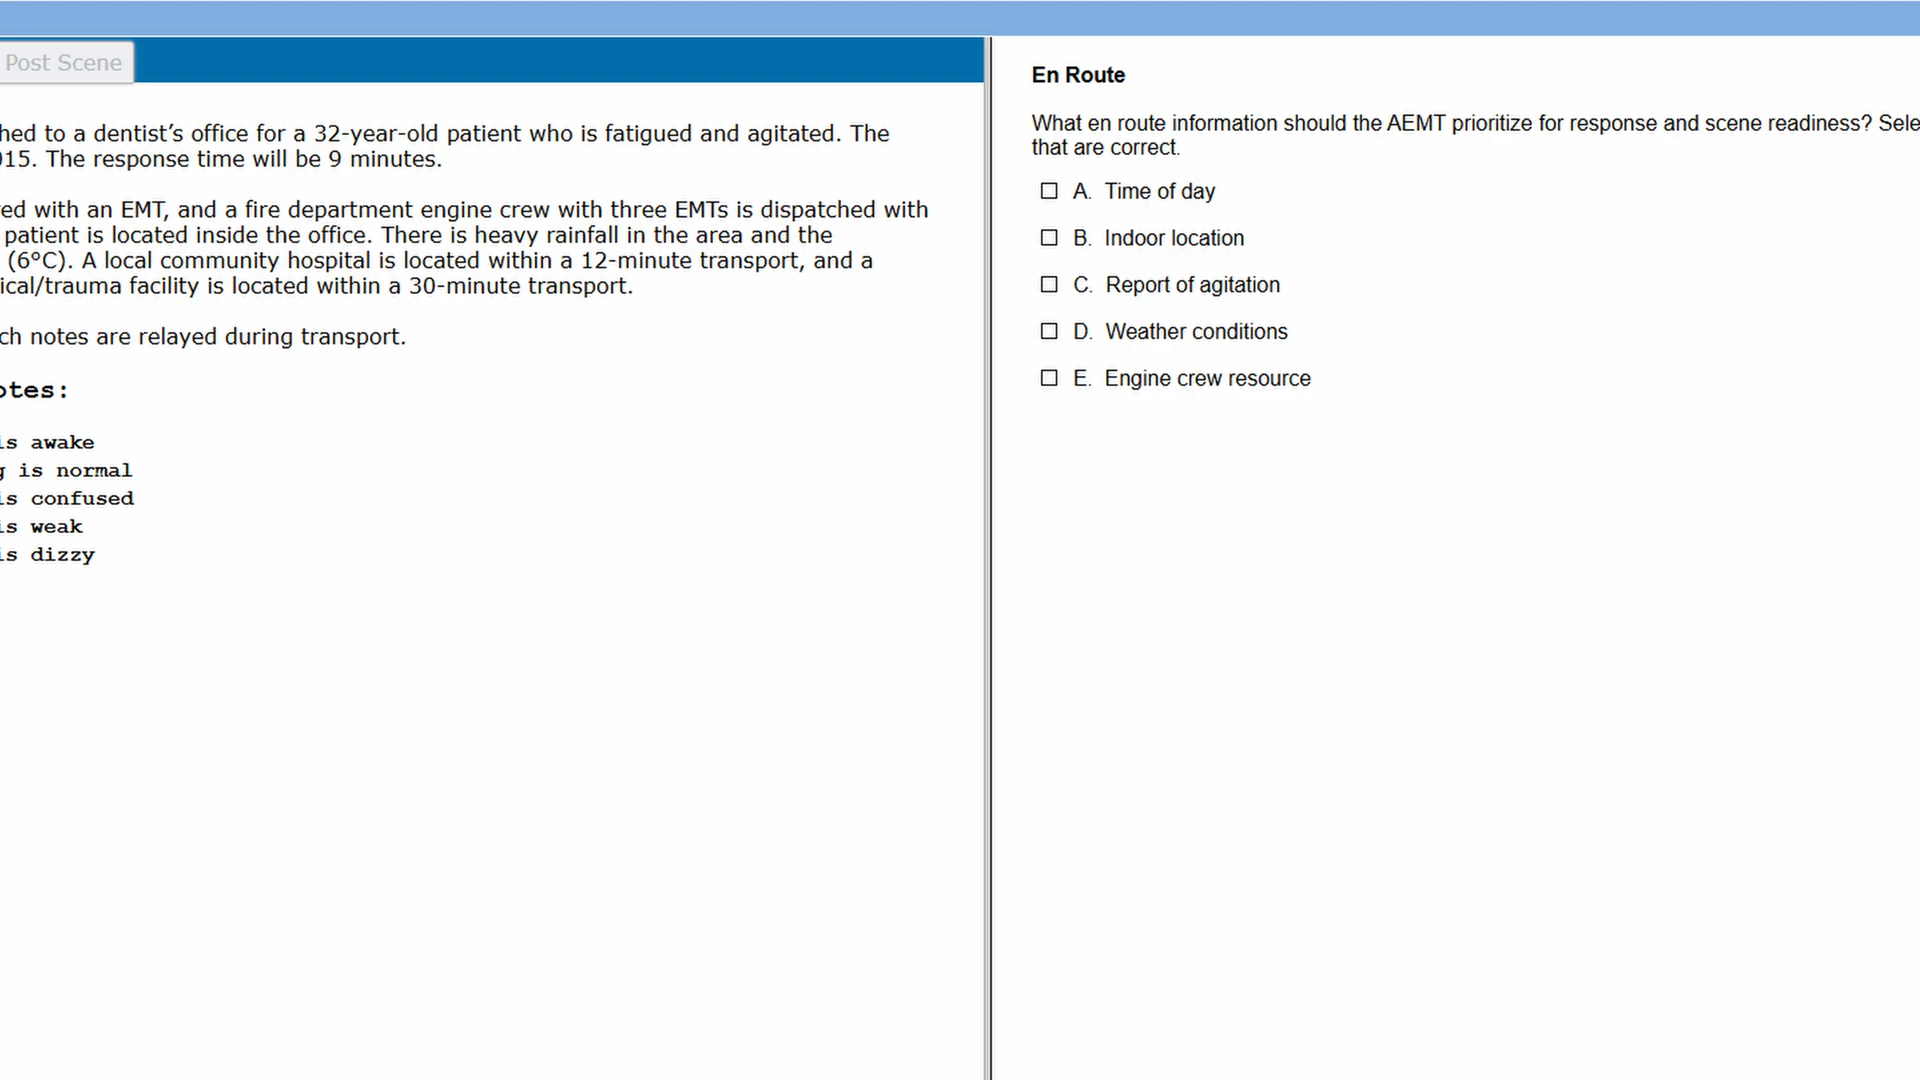 Post Scene
hed to a dentist's office for a 32-year-old patient who is fatigued and agitated. The
015. The response time will be 9 minutes.
ed with an EMT, and a fire department engine crew with three EMTs is dispatched with
patient is located inside the office. There is heavy rainfall in the area and the
(6°C). A local community hospital is located within a 12-minute transport, and a
ical/trauma facility is located within a 30-minute transport.
ch notes are relayed during transport.
otes:
is awake
g is normal
is confused
is weak
is dizzy
En Route
What en route information should the AEMT prioritize for response and scene readiness? Sele
that are correct.
A. Time of day
B. Indoor location
C. Report of agitation
D. Weather conditions
E. Engine crew resource